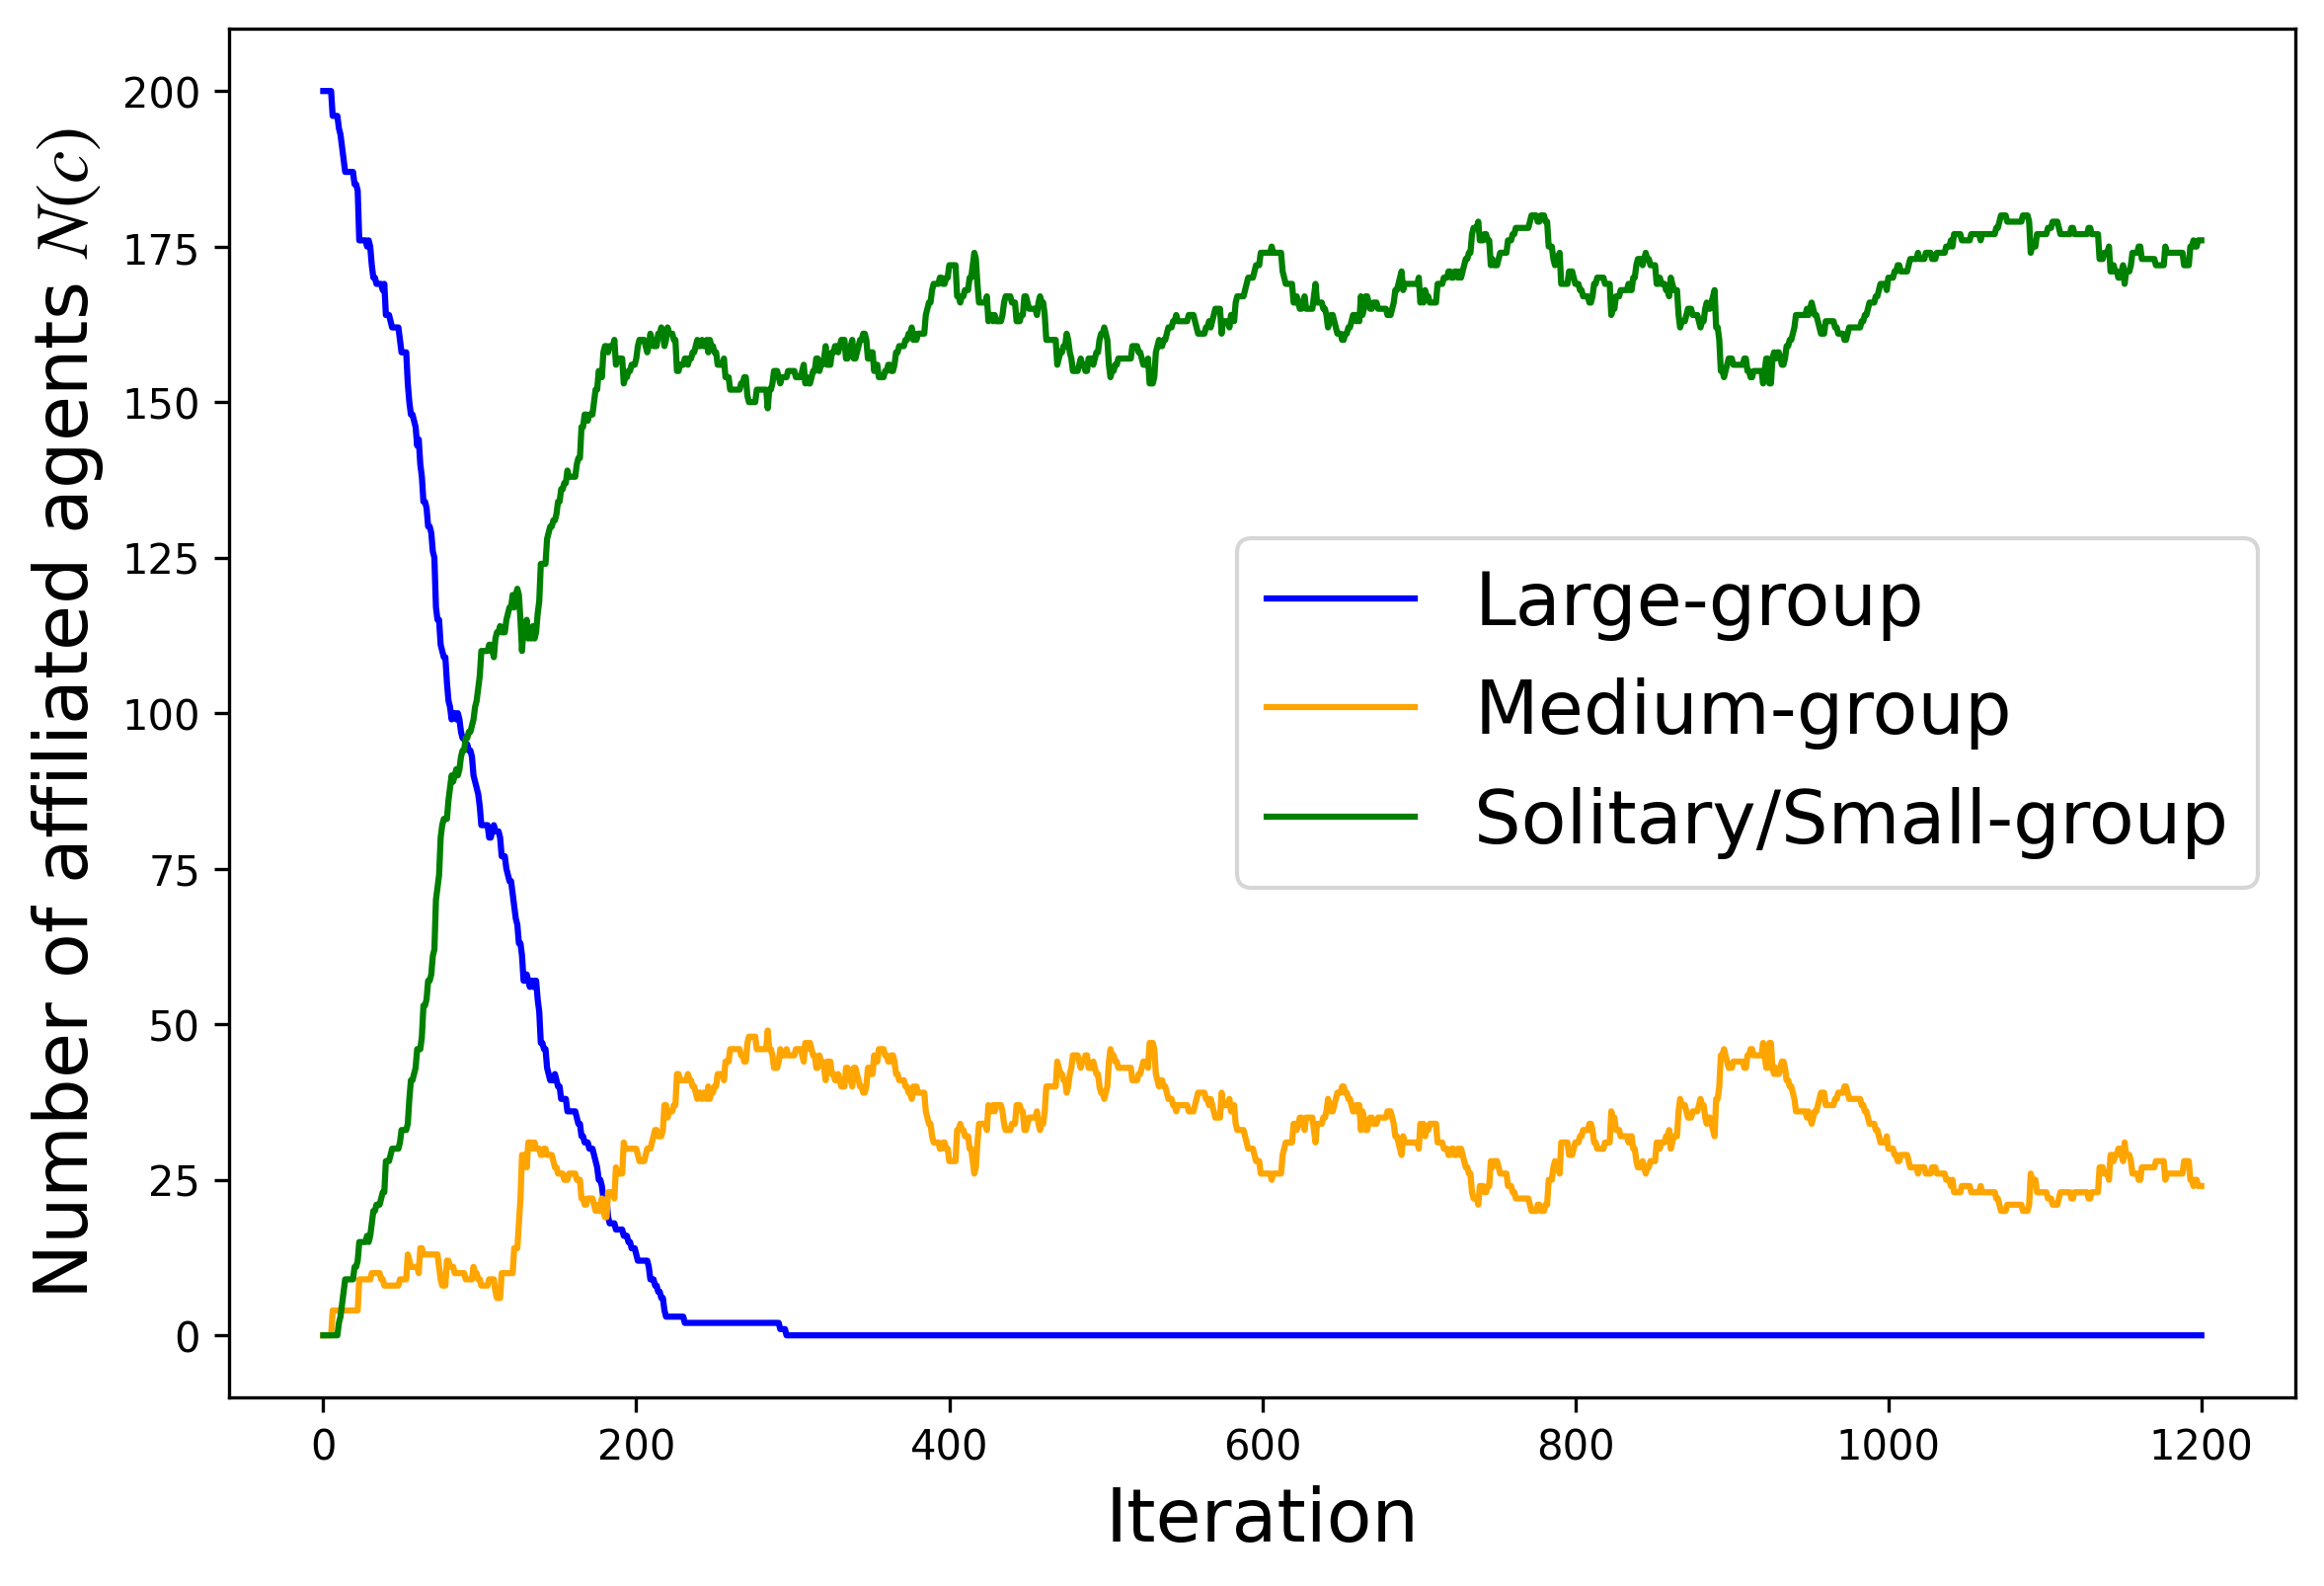 Number of affiliated agents N(c)
200
175
150
125
100
75
50
25
0
Large-group
Medium-group
Solitary/Small-group
0 200 400 600 800 1000 1200
Iteration